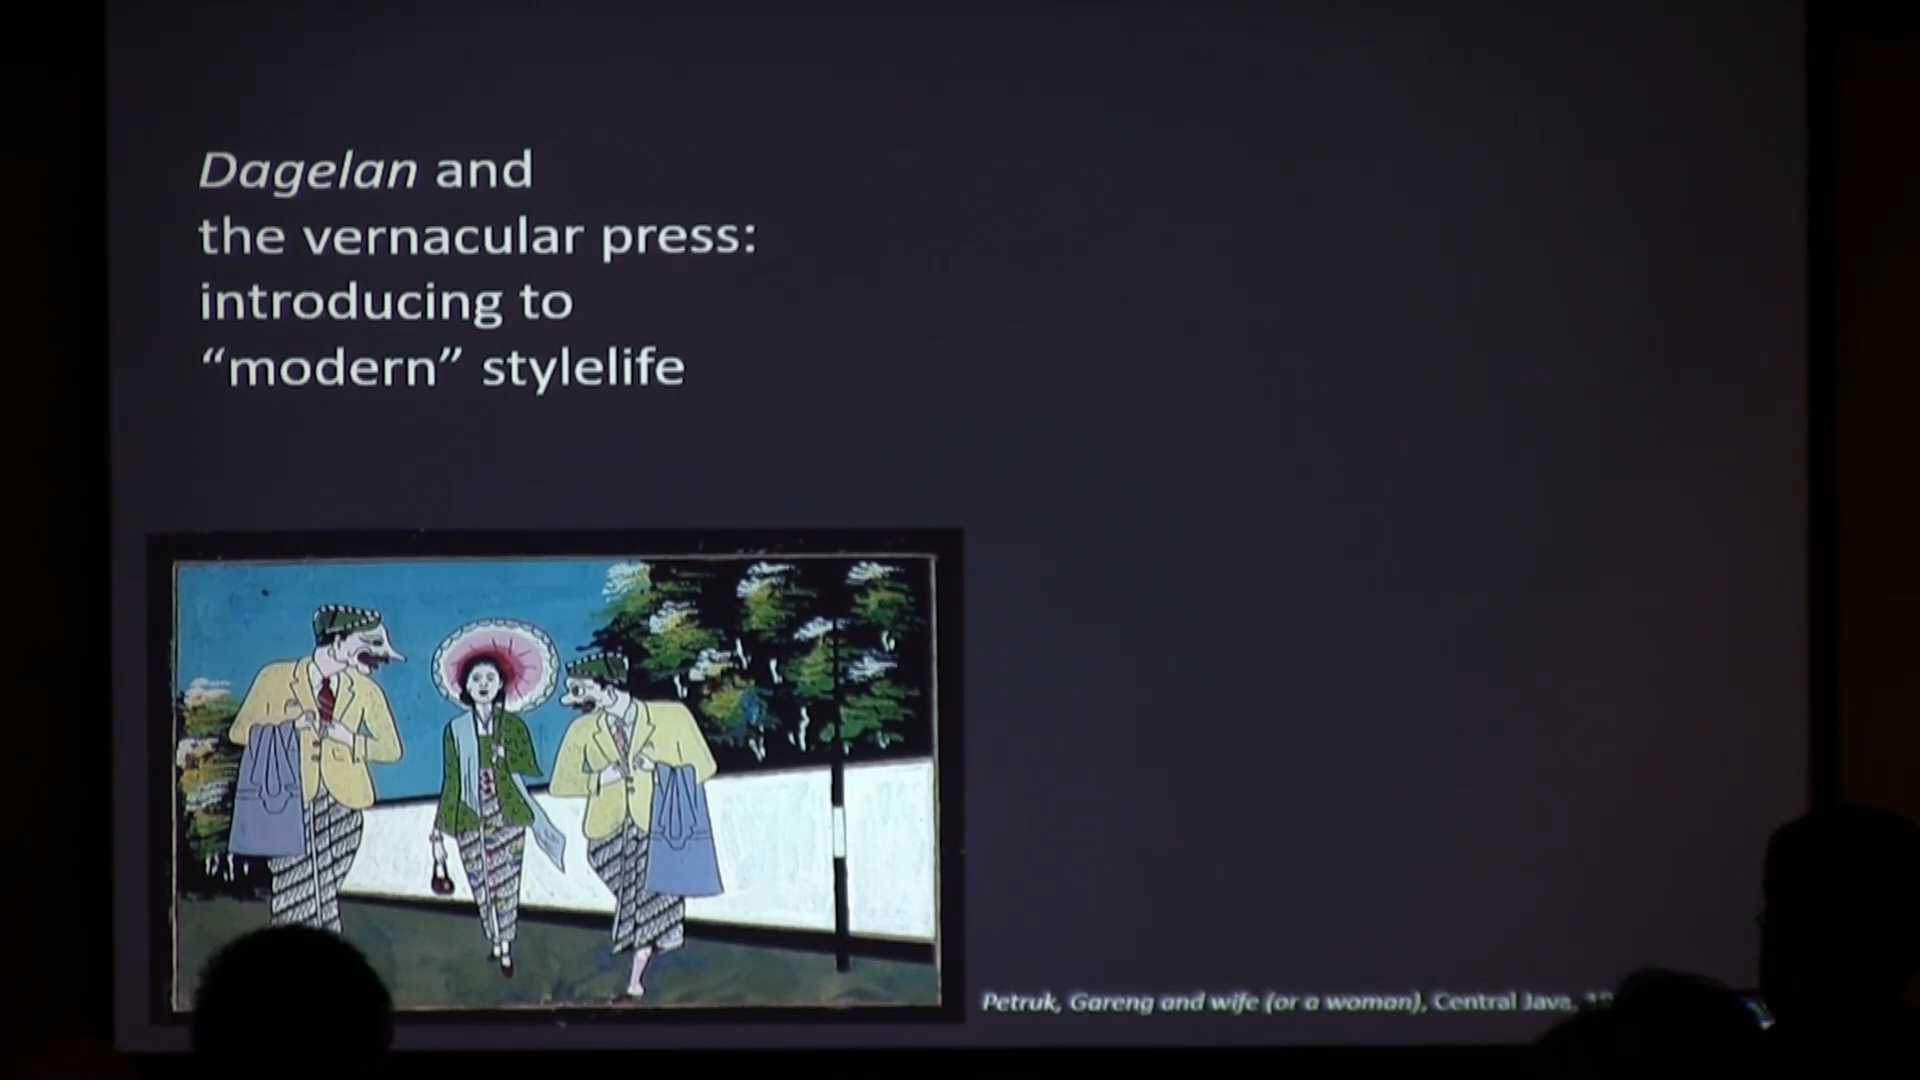 Dagelan and
the vernacular press:
introducing to
“modern” stylelife
Petruk, Gareng and wife (or a woman), Central Java,